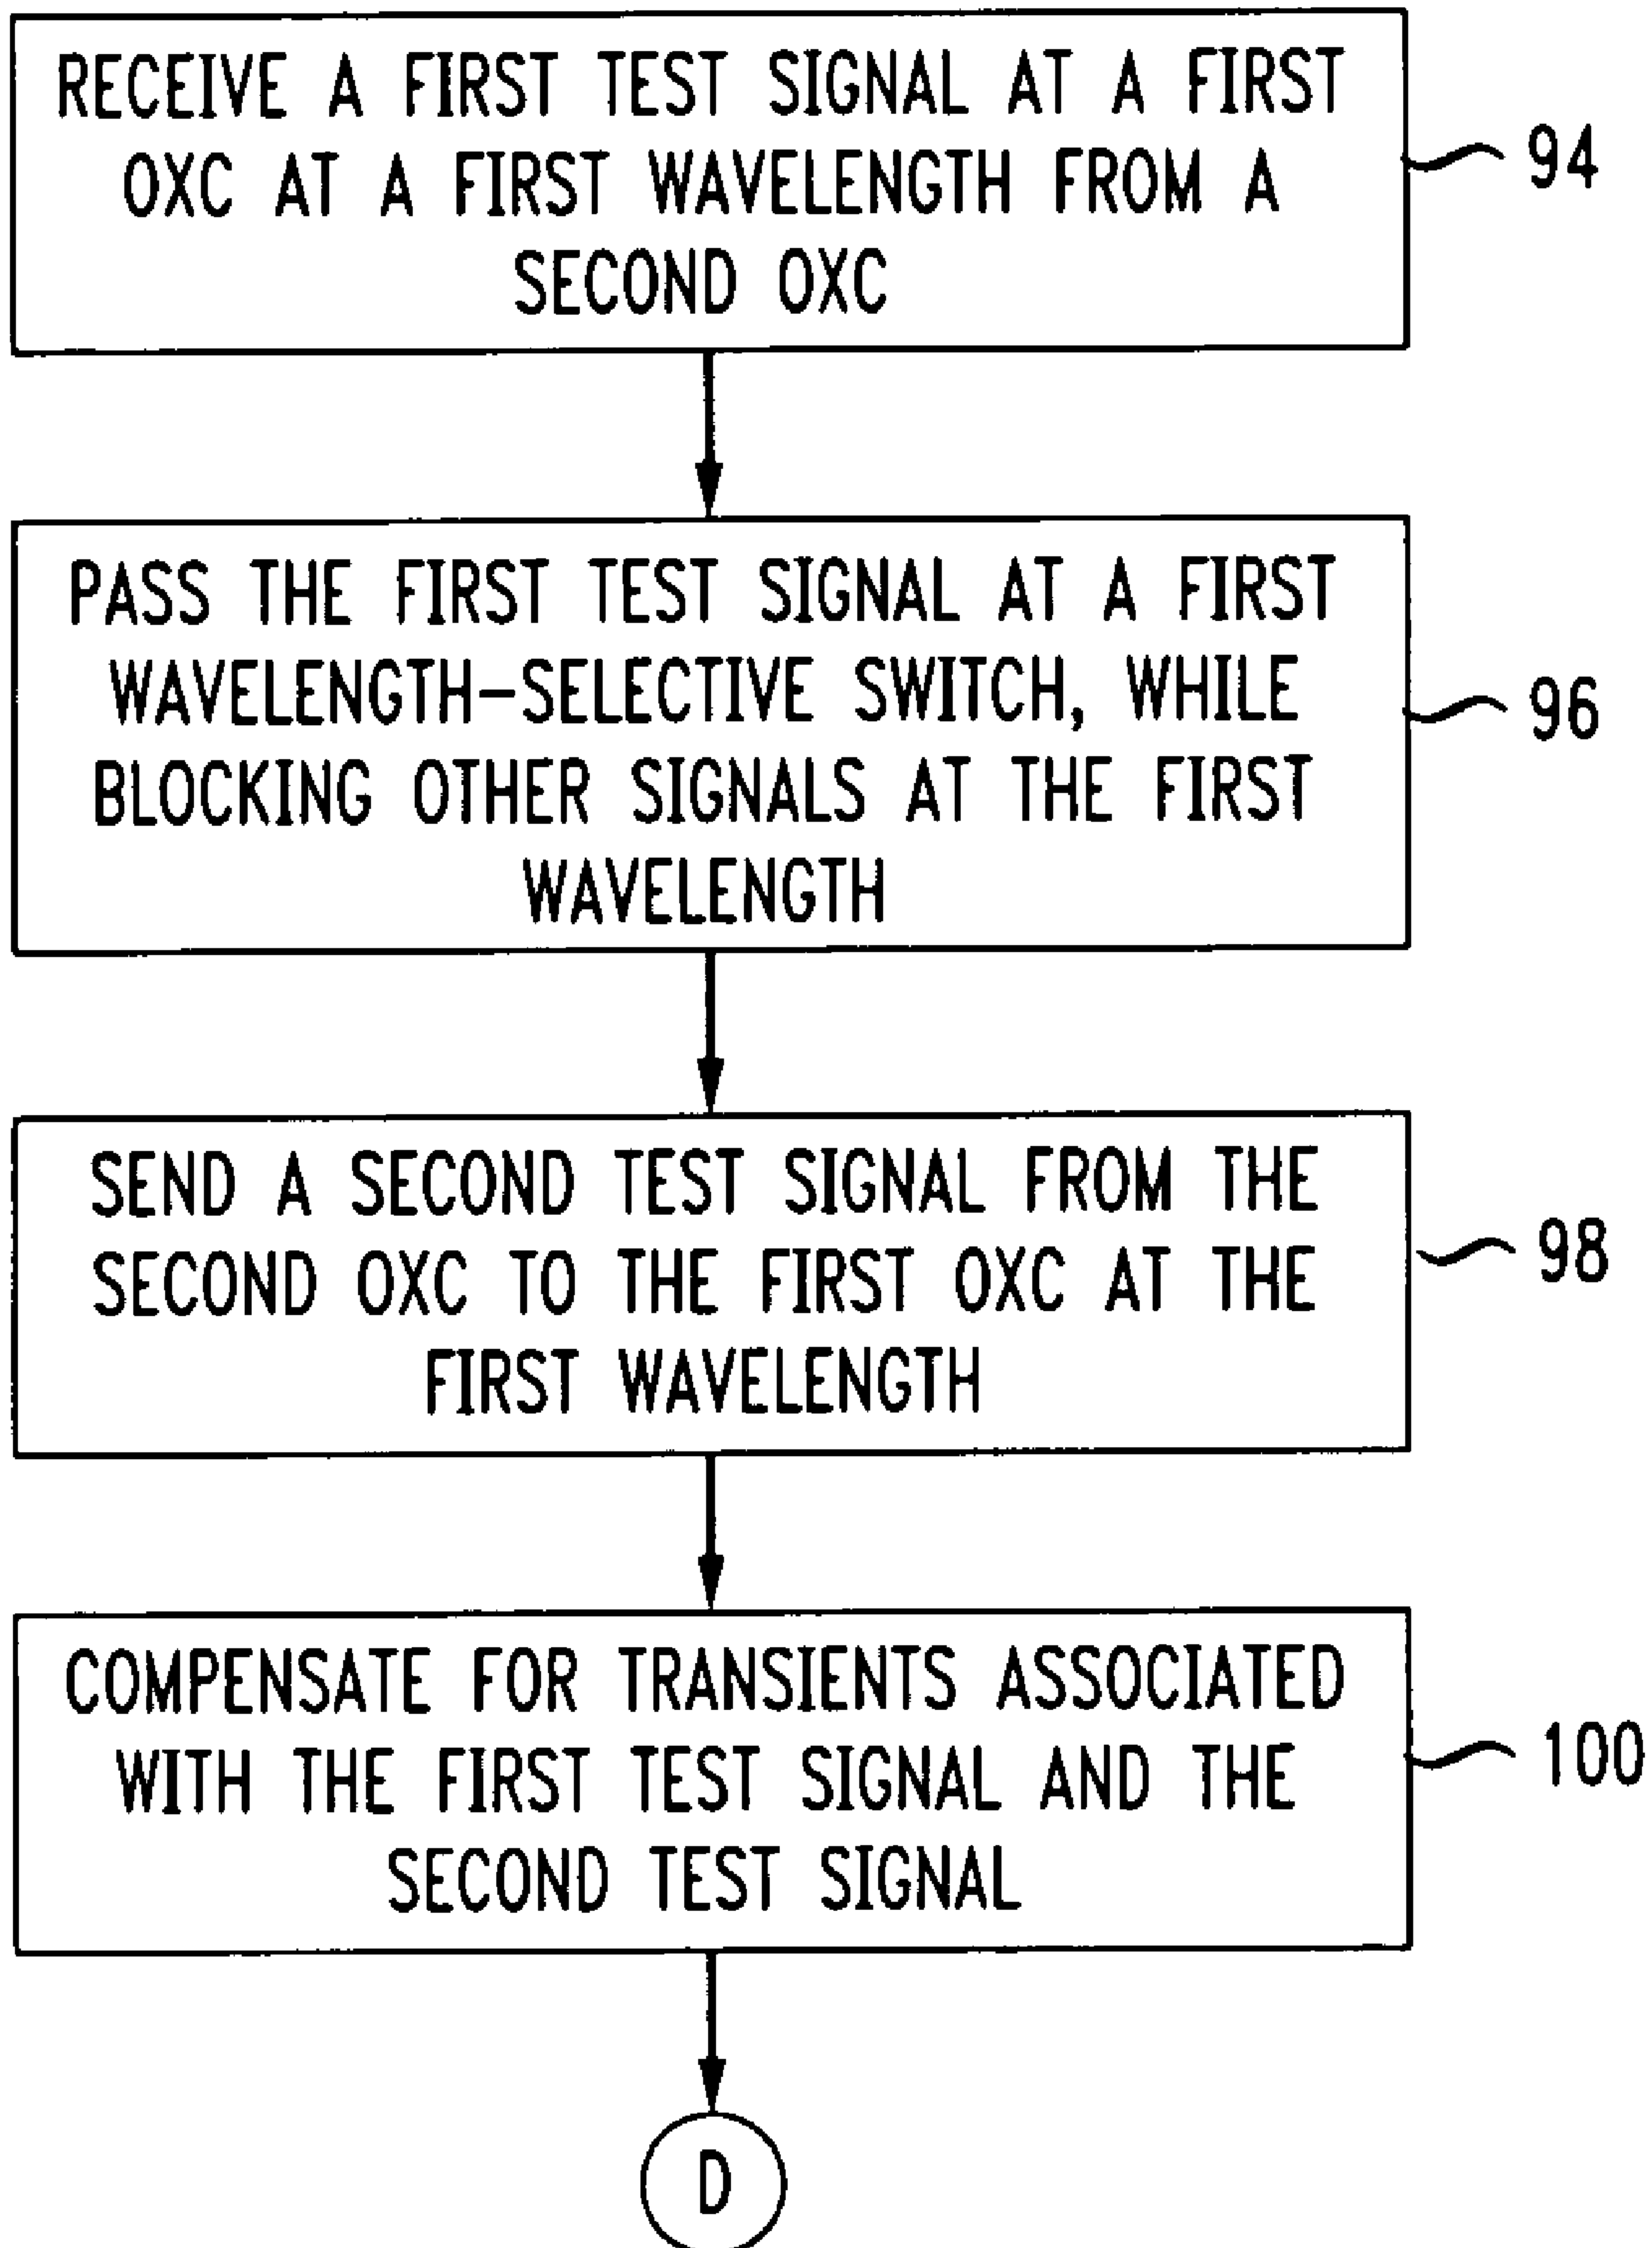 RECEIVE A FIRST TEST SIGNAL AT A FIRST
OXC AT A FIRST WAVELENGTH FROM A
SECOND OXC
94
PASS THE FIRST TEST SIGNAL AT A FIRST
WAVELENGTH-SELECTIVE SWITCH, WHILE
BLOCKING OTHER SIGNALS AT THE FIRST
WAVELENGTH
96
SEND A SECOND TEST SIGNAL FROM THE
SECOND OXC TO THE FIRST OXC AT THE
FIRST WAVELENGTH
98
COMPENSATE FOR TRANSIENTS ASSOCIATED
WITH THE FIRST TEST SIGNAL AND THE
SECOND TEST SIGNAL
100
D